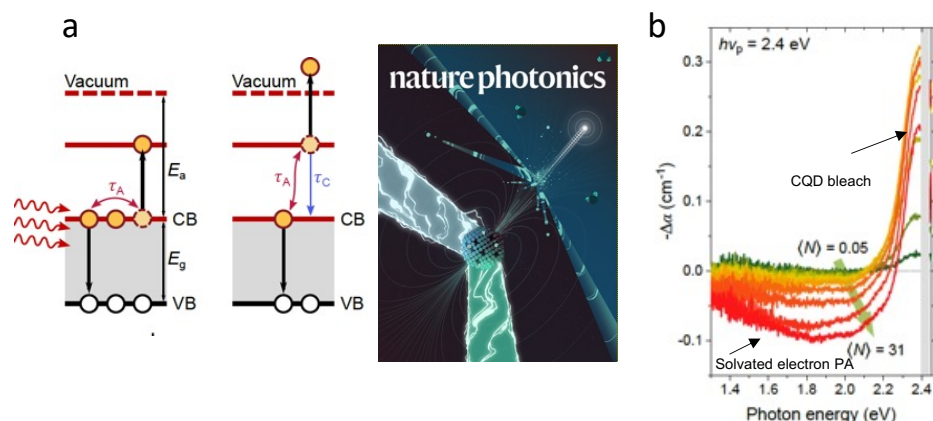 a
Vacuum
Vacuum
τA
Ea
CB
Eg
VB
τA
τC
CB
VB
nature photonics
b
hνp = 2.4 eV
CQD bleach
⟨N⟩ = 0.05
⟨N⟩ = 31
Solvated electron PA
-Δα (cm⁻¹)
0.3
0.2
0.1
0.0
-0.1
1.4 1.6 1.8 2.0 2.2 2.4
Photon energy (eV)